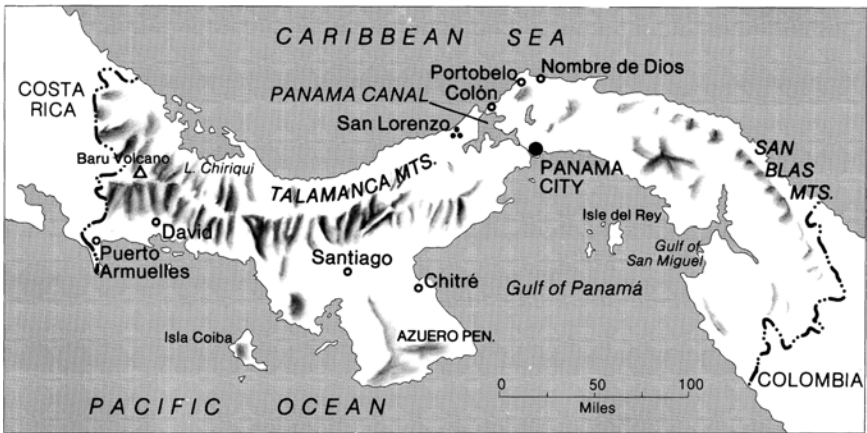 CARIBBEAN SEA
COSTA
RICA
Portobelo
Nombre de Dios
PANAMA CANAL
Colón
San Lorenzo
Baru Volcano
L. Chiriqui
TALAMANCA MTS.
PANAMA
CITY
SAN
BLAS
MTS.
David
Isle del Rey
Puerto
Armuelles
Santiago
Gulf of
San Miguel
Chitré
Gulf of Panamá
Isla Coiba
AZUERO PEN.
0 50 100
Miles
COLOMBIA
PACIFIC OCEAN